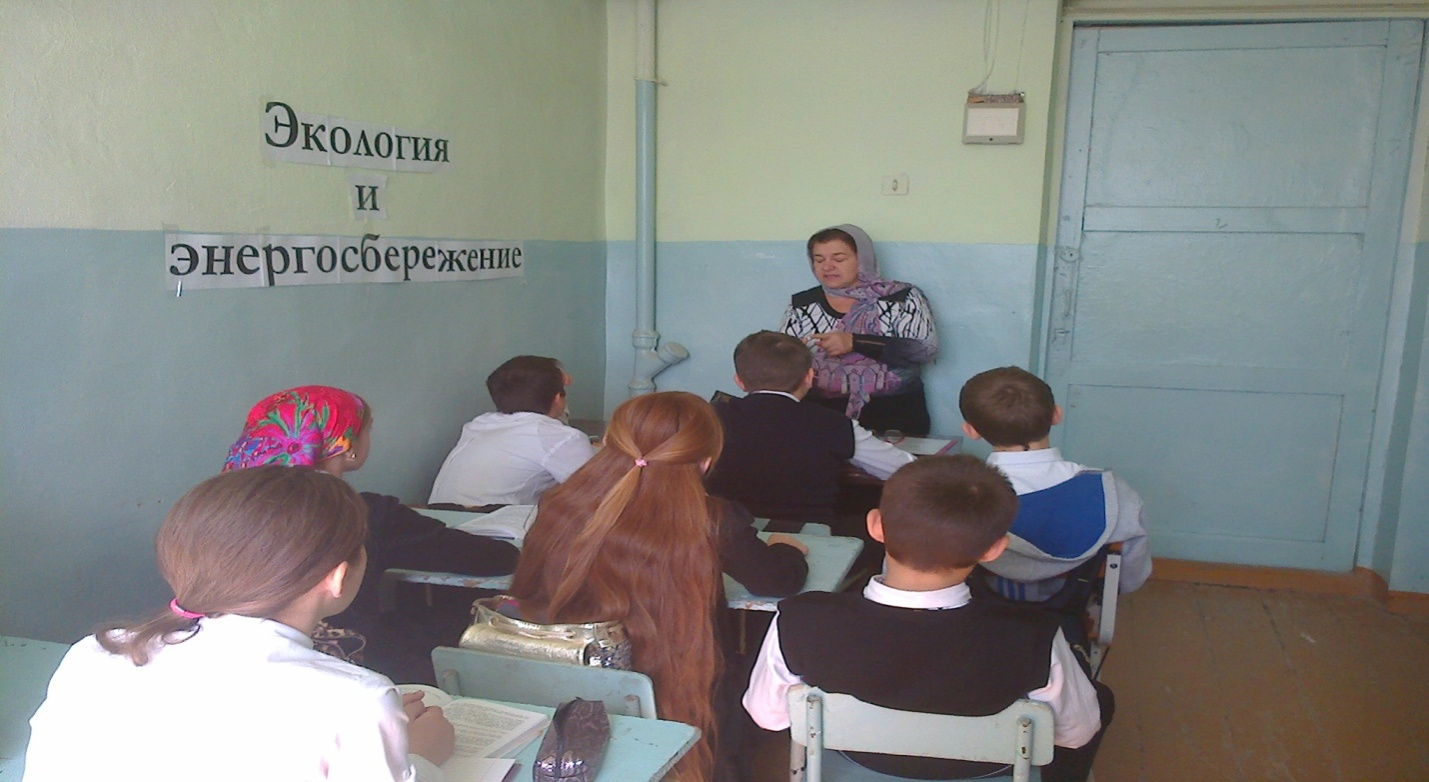 Экология
и
энергосбережение